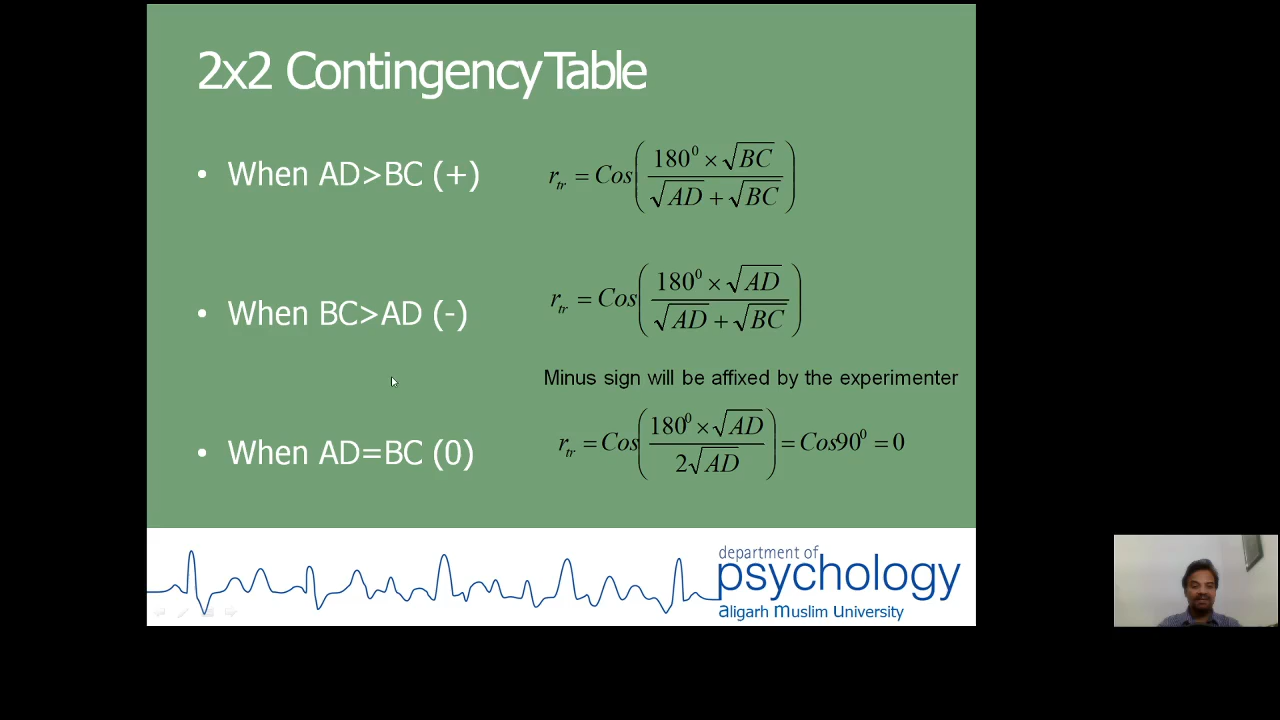 2x2 Contingency Table
• When AD>BC (+)
r_tr = Cos(180⁰ × √BC / √AD + √BC)
• When BC>AD (-)
r_tr = Cos(180⁰ × √AD / √AD + √BC)
Minus sign will be affixed by the experimenter
• When AD=BC (0)
r_tr = Cos(180⁰ × √AD / 2√AD) = Cos90⁰ = 0
department of
psychology
aligarh muslim university